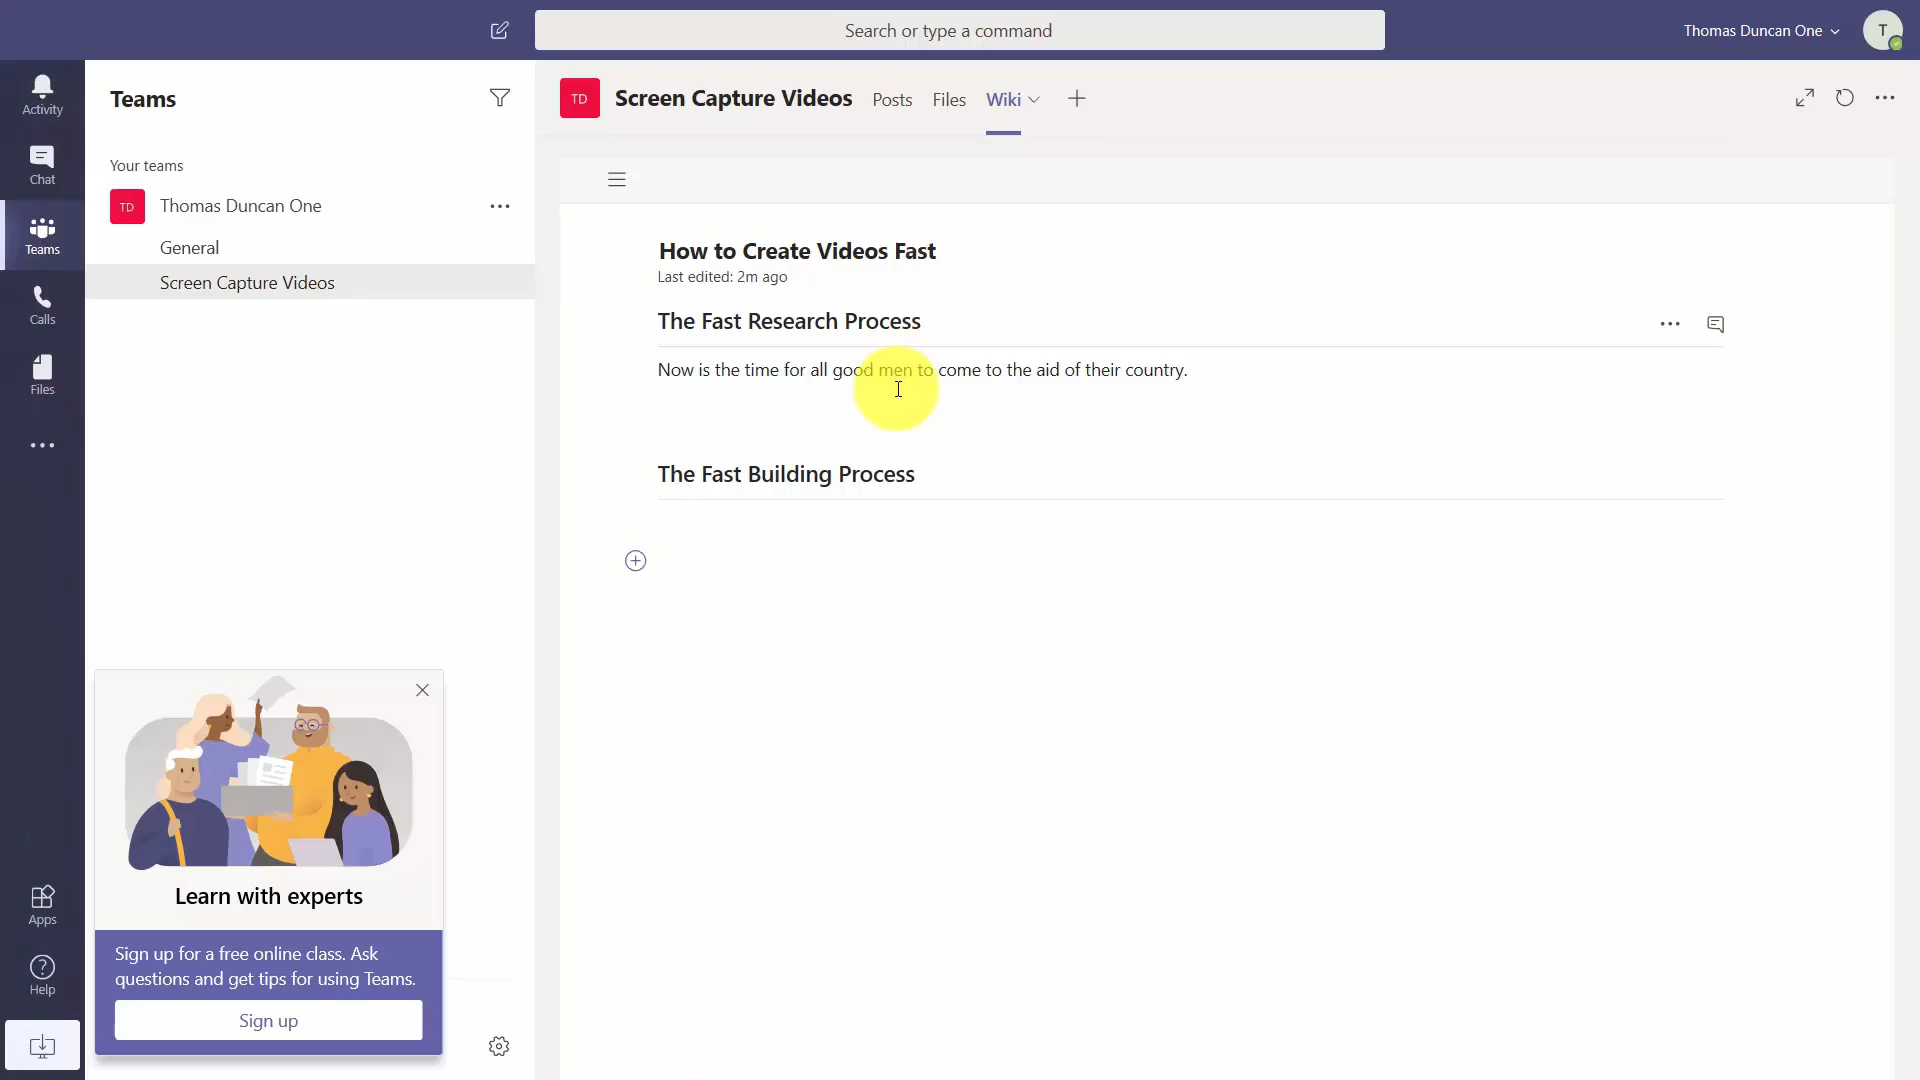 Search or type a command
Thomas Duncan One
T
Activity
Chat
Teams
Calls
Files
Apps
Help
Teams
Your teams
TD
Thomas Duncan One
General
Screen Capture Videos
Learn with experts
Sign up for a free online class. Ask
questions and get tips for using Teams.
Sign up
TD
Screen Capture Videos
Posts
Files
Wiki
How to Create Videos Fast
Last edited: 2m ago
The Fast Research Process
Now is the time for all good men to come to the aid of their country.
The Fast Building Process